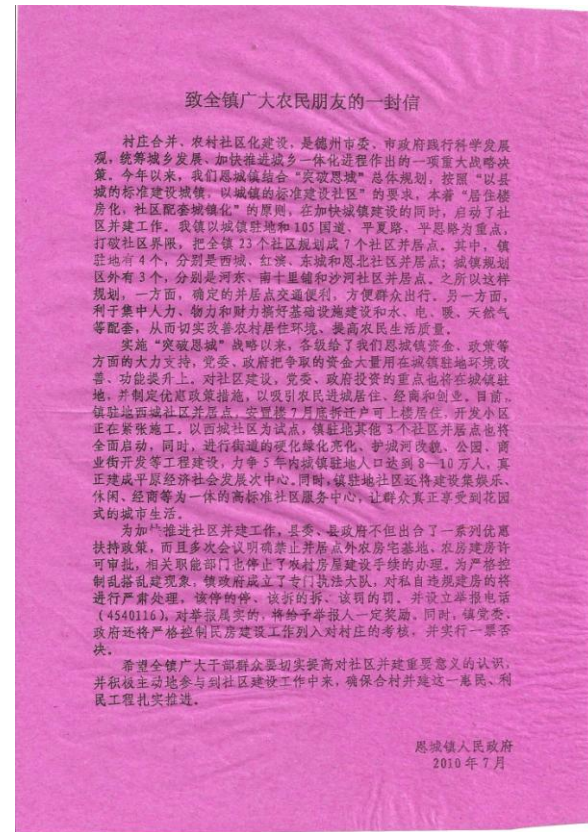 致全镇广大农民朋友的一封信
村庄合并、农村社区化建设，是德州市委、市政府践行科学发展
观，统筹城乡发展、加快推进城乡一体化进程作出的一项重大战略决
策。今年以来，我们恩城镇结合“突破恩城”总体规划，按照“以县
城的标准建设城镇，以城镇的标准建设社区”的要求，本着“居住楼
房化，社区配套城镇化”的原则，在加快城镇建设的同时，启动了社
区并建工作。我镇以城镇驻地和105国道、平夏路、平恩路为重点，
打破社区界限，把全镇23个社区规划成7个社区并居点。其中，镇
驻地有4个，分别是西城、红滨、东城和恩北社区并居点；城镇规划
区外有3个，分别是河东、南十里铺和沙河社区并居点。之所以这样
规划，一方面，确定的并居点交通便利，方便群众出行。另一方面，
利于集中人力、物力和财力搞好基础设施建设和水、电、暖、天然气
等配套，从而切实改善农村居住环境、提高农民生活质量。
实施“突破恩城”战略以来，各级给了我们恩城镇资金、政策等
方面的大力支持，党委、政府把争取的资金大量用在城镇驻地环境改
善、功能提升上。对社区建设，党委、政府投资的重点也将在城镇驻
地，并制定优惠政策措施，以吸引农民进城居住、经商和创业。目前，
镇驻地西城社区并居点，安置楼7月底拆迁户可上楼居住，开发小区
正在紧张施工。以西城社区为试点，镇驻地其他3个社区并居点也将
全面启动，同时，进行街道的硬化绿化亮化、护城河改貌、公园、商
业街开发等工程建设，力争5年内城镇驻地人口达到8—10万人，真
正建成平原经济社会发展次中心。同时，镇驻地社区还将建设集娱乐、
休闲、经商等为一体的高标准社区服务中心，让群众真正享受到花园
式的城市生活。
为加快推进社区并建工作，县委、县政府不但出台了一系列优惠
扶持政策，而且多次会议明确禁止并居点外农房宅基地、农房建房许
可审批，相关职能部门也停止了农村房屋建设手续的办理。为严格控
制乱搭乱建现象，镇政府成立了专门执法大队，对私自违规建房的将
进行严肃处理，该停的停、该拆的拆、该罚的罚。并设立举报电话
（4540116），对举报属实的，将给予举报人一定奖励。同时，镇党委、
政府还将严格控制民房建设工作列入对村庄的考核，并实行一票否
决。
希望全镇广大干部群众要切实提高对社区并建重要意义的认识，
并积极主动地参与到社区建设工作中来，确保合村并建这一惠民、利
民工程扎实推进。
恩城镇人民政府
2010年7月